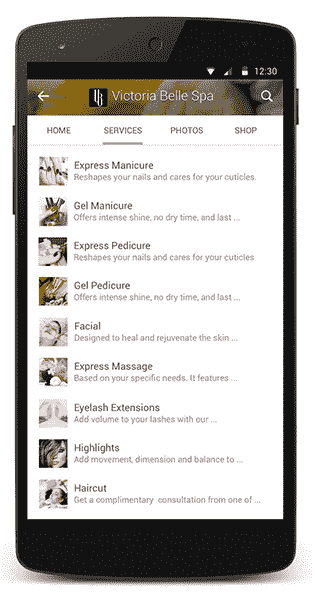 12:30
VB Victoria Belle Spa
HOME SERVICES PHOTOS SHOP
Express Manicure
Reshapes your nails and cares for your cuticles.
Gel Manicure
Offers intense shine, no dry time, and last ...
Express Pedicure
Reshapes your nails and cares for your cuticles
Gel Pedicure
Offers intense shine, no dry time, and last ...
Facial
Designed to heal and rejuvenate the skin ...
Express Massage
Based on your specific needs. It features ...
Eyelash Extensions
Add volume to your lashes with our ...
Highlights
Add movement, dimension and balance to ...
Haircut
Get a complimentary consultation from one of ...